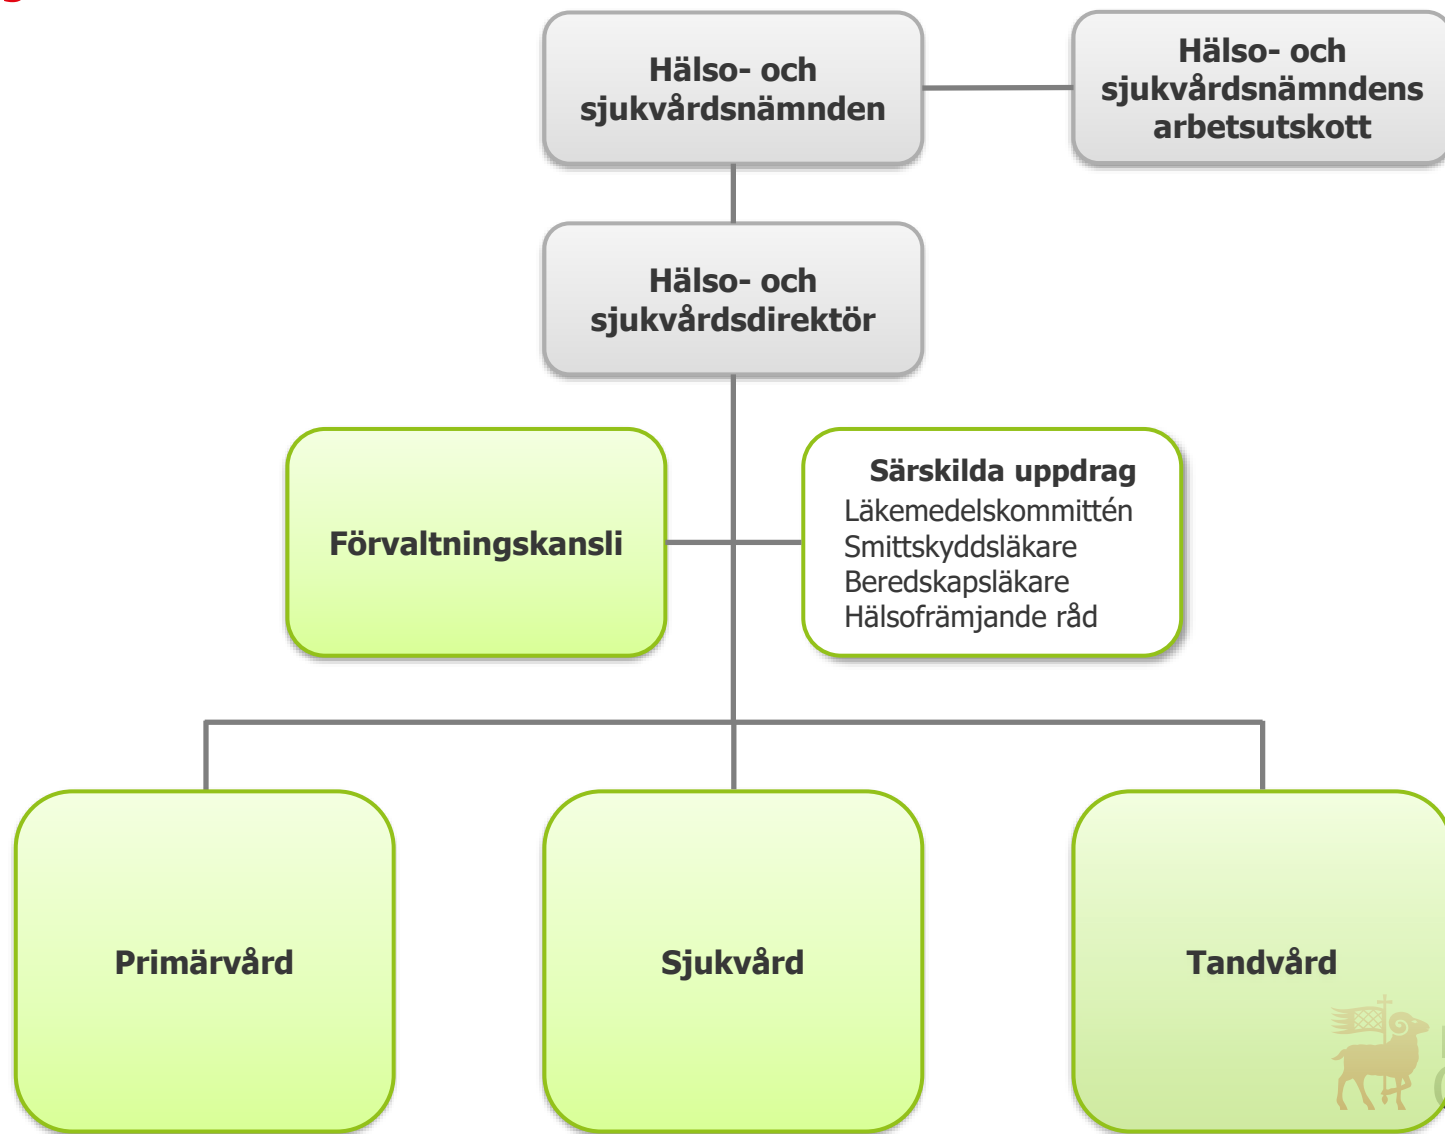 Hälso- och
sjukvårdsnämnden
Hälso- och
sjukvårdsnämndens
arbetsutskott
Hälso- och
sjukvårdsdirektör
Förvaltningskansli
Särskilda uppdrag
Läkemedelskommittén
Smittskyddsläkare
Beredskapsläkare
Hälsofrämjande råd
Primärvård
Sjukvård
Tandvård